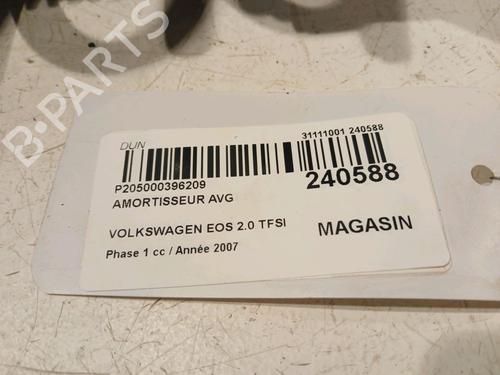 B-PARTS
DUN
31111001 240588
P205000396209
240588
AMORTISSEUR AVG
VOLKSWAGEN EOS 2.0 TFSI
MAGASIN
Phase 1 cc / Année 2007